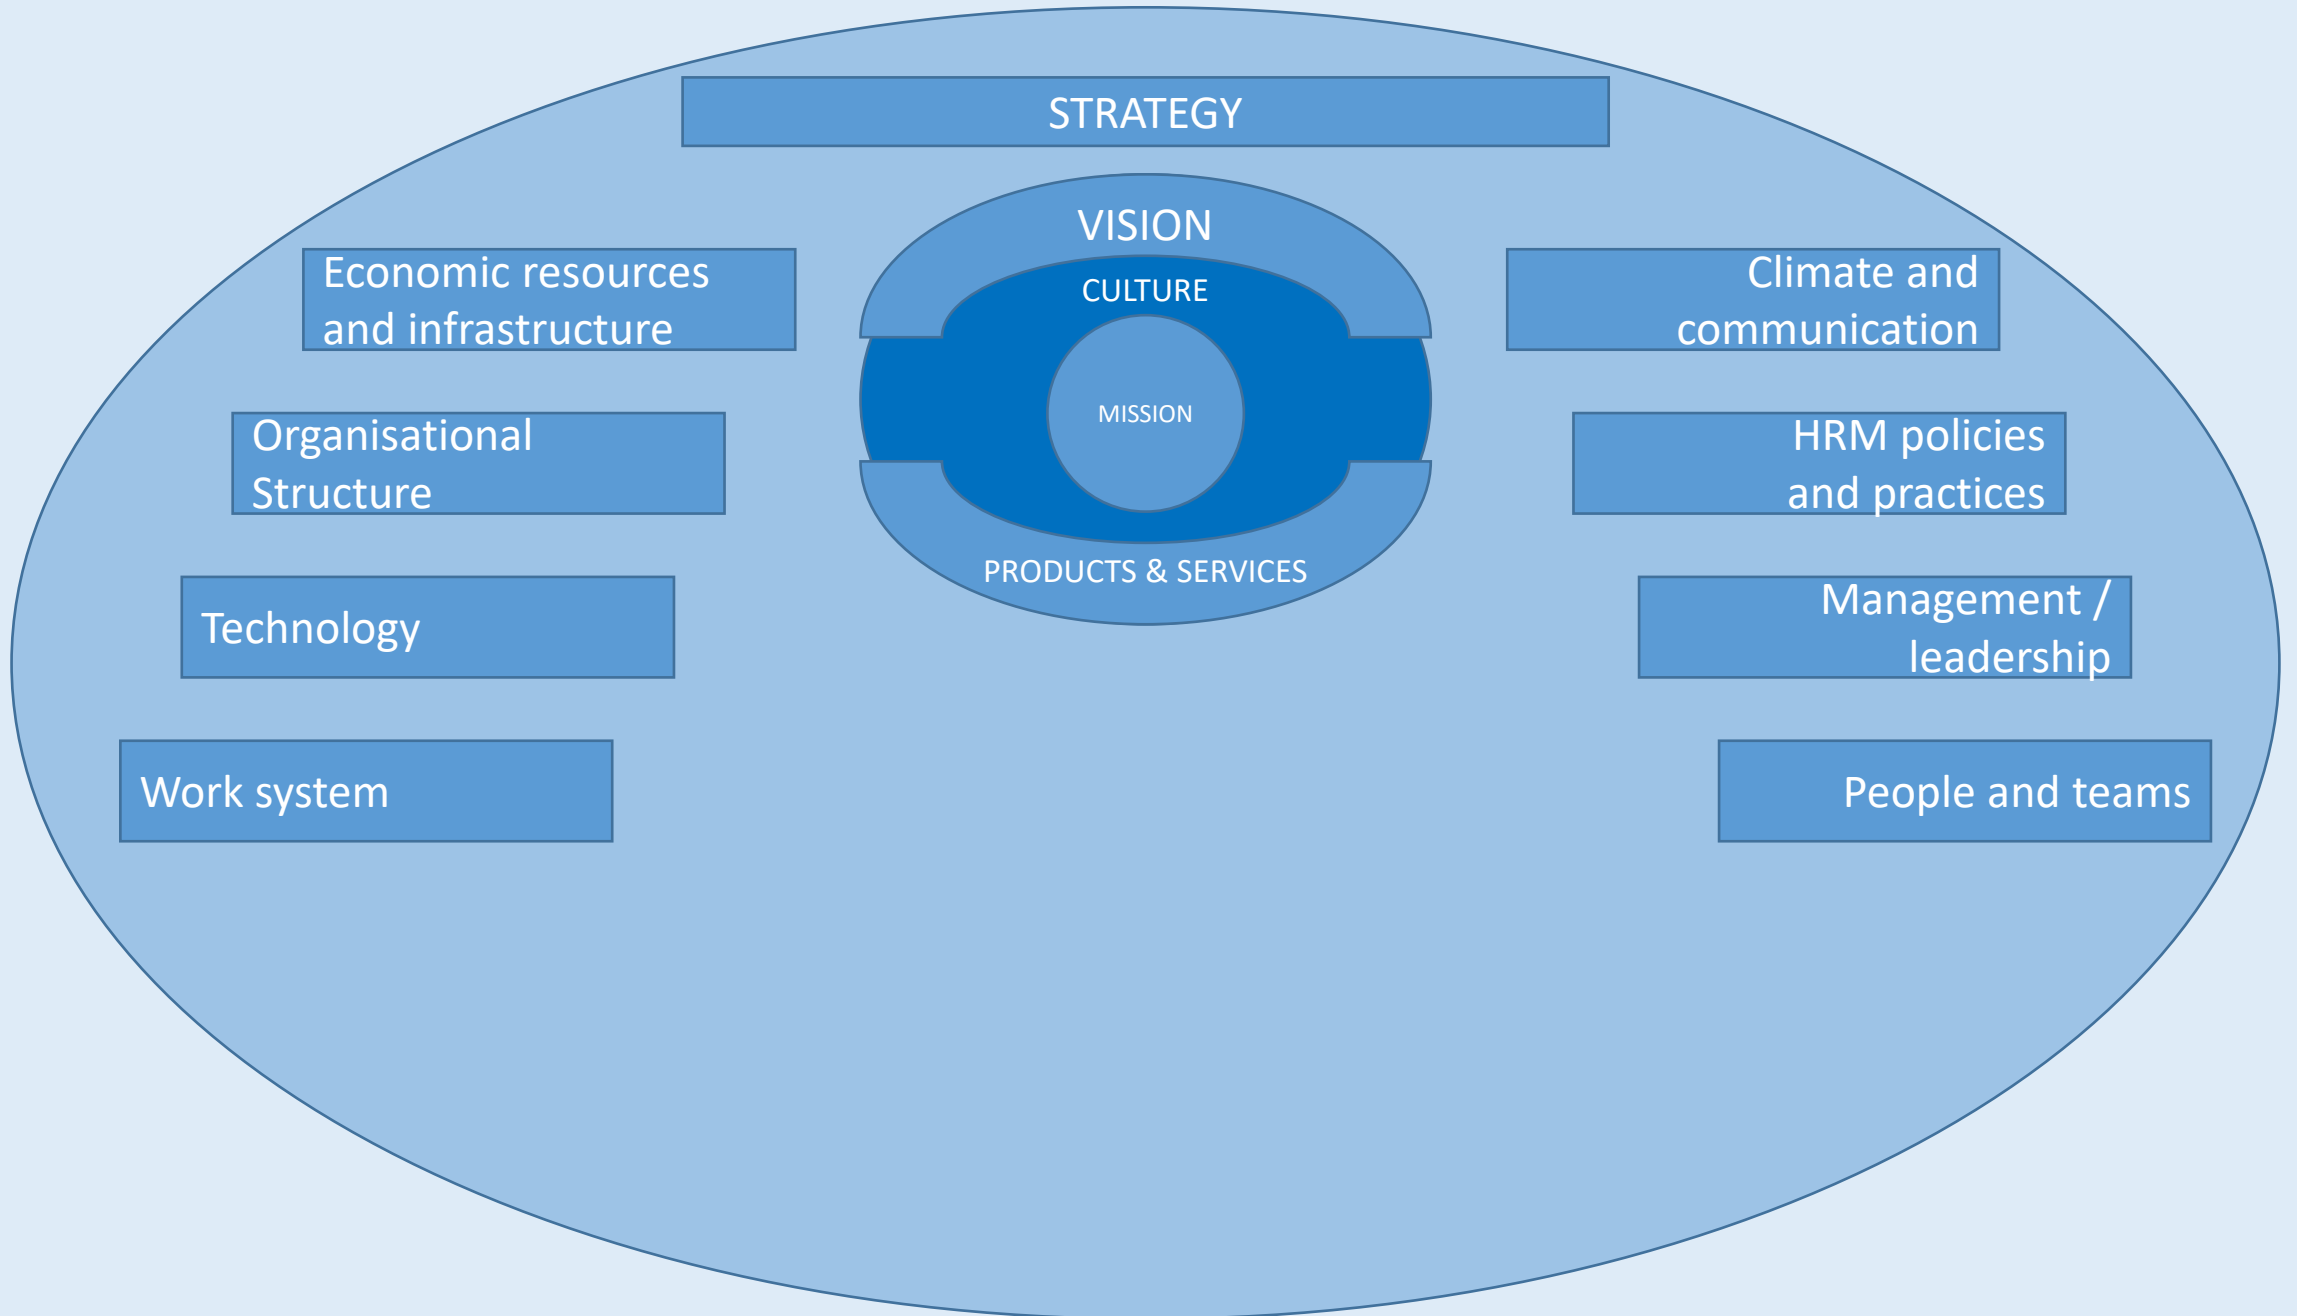 STRATEGY
VISION
CULTURE
MISSION
PRODUCTS & SERVICES
Economic resources
and infrastructure
Organisational
Structure
Technology
Work system
Climate and
communication
HRM policies
and practices
Management /
leadership
People and teams